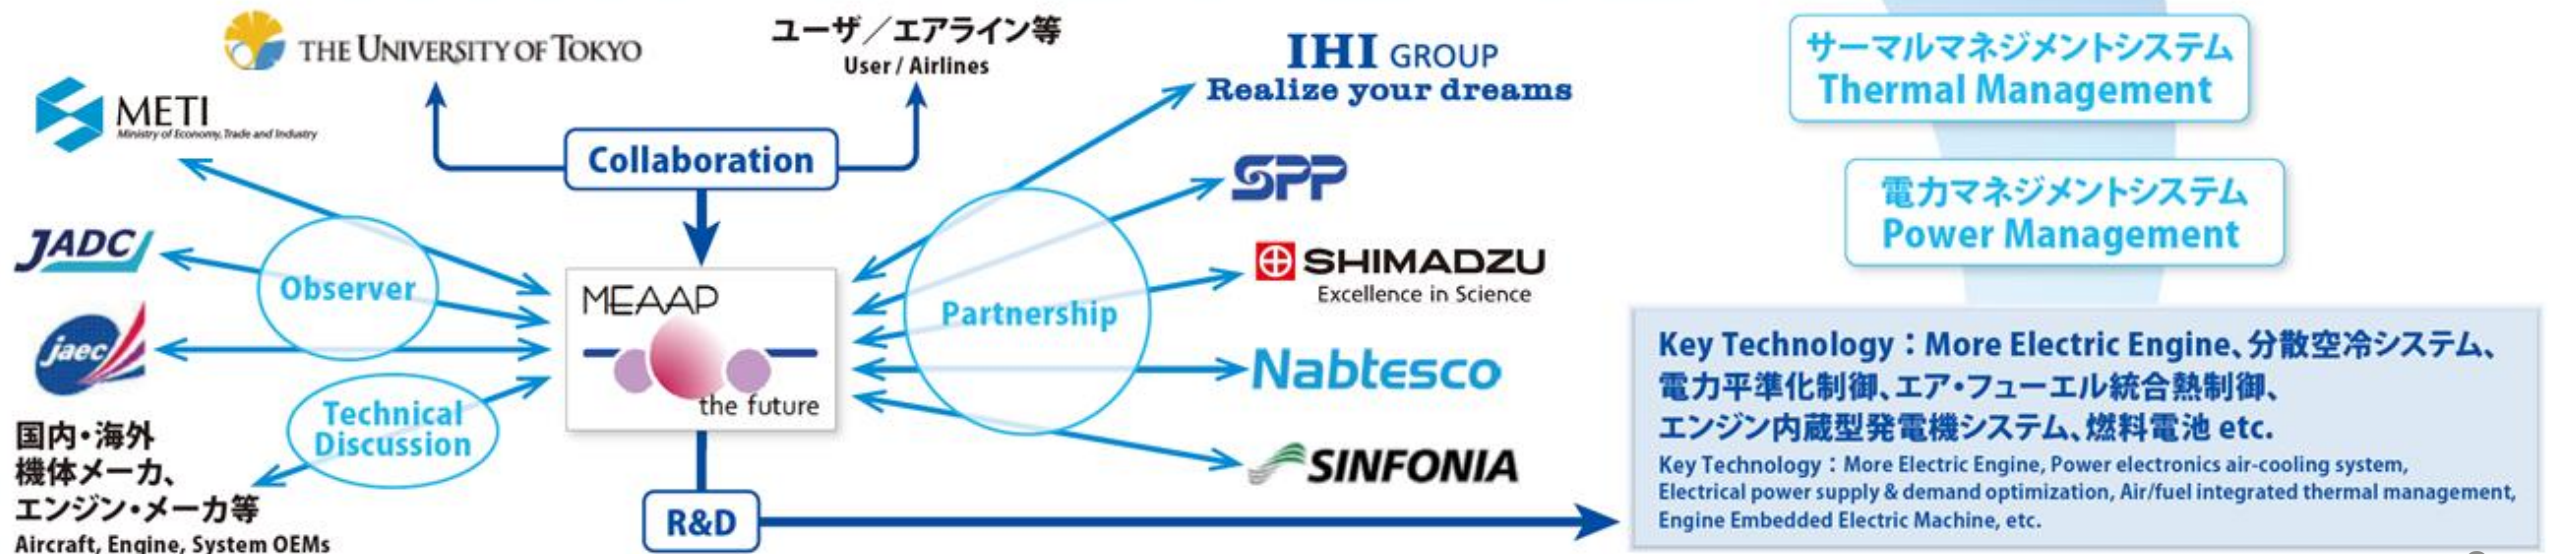 THE UNIVERSITY OF TOKYO
ユーザ／エアライン等
User / Airlines
METI
Ministry of Economy, Trade and Industry
Collaboration
IHI GROUP
Realize your dreams
SPP
JADC
Observer
SHIMADZU
Excellence in Science
MEAAP
the future
Partnership
jaec
Nabtesco
Technical
Discussion
SINFONIA
国内・海外
機体メーカ、
エンジン・メーカ等
Aircraft, Engine, System OEMs
R&D
サーマルマネジメントシステム
Thermal Management
電力マネジメントシステム
Power Management
Key Technology：More Electric Engine、分散空冷システム、
電力平準化制御、エア・フューエル統合熱制御、
エンジン内蔵型発電機システム、燃料電池 etc.
Key Technology：More Electric Engine, Power electronics air-cooling system,
Electrical power supply & demand optimization, Air/fuel integrated thermal management,
Engine Embedded Electric Machine, etc.